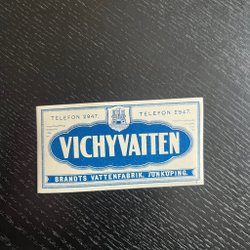 TELEFON 2947. TELEFON 2947.
VICHYVATTEN
BRANDTS VATTENFABRIK, JÖNKÖPING.